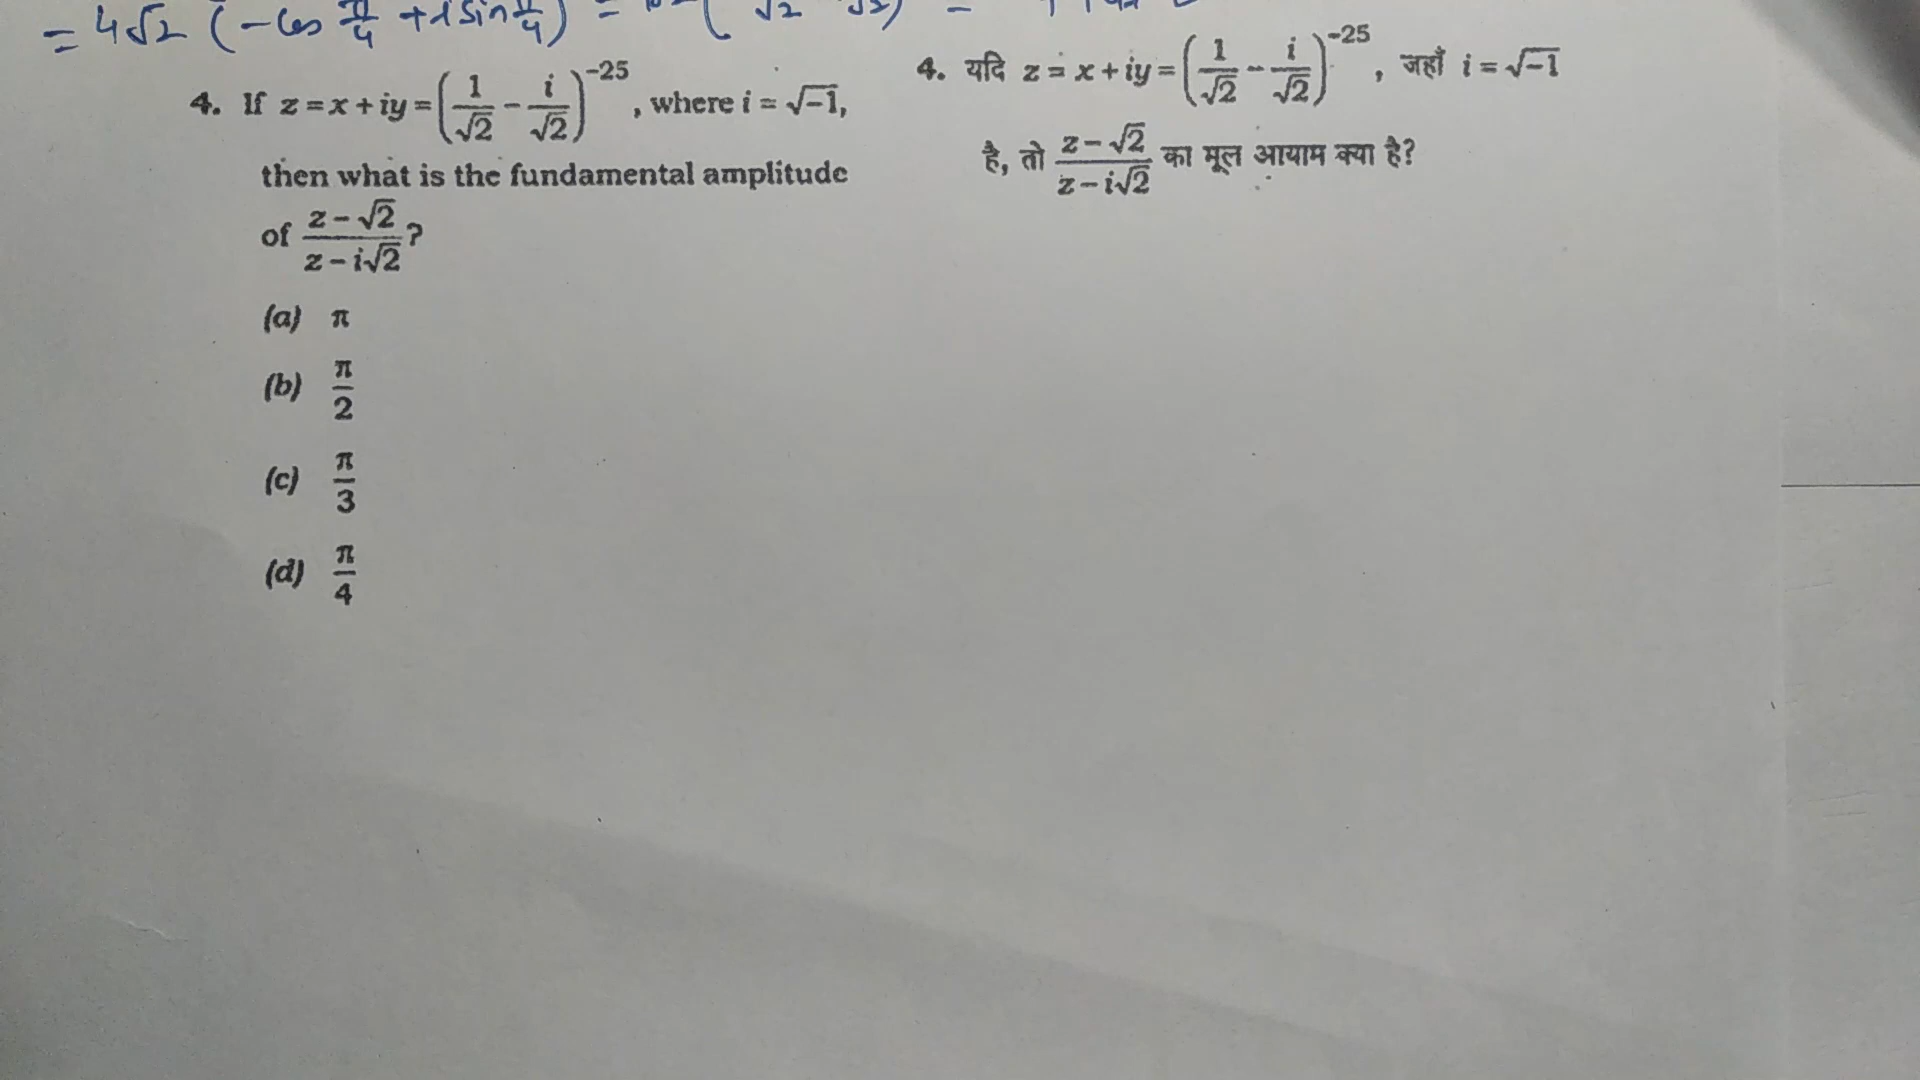 = 4√2 (-cos π/4 + i sin π/4) =
4. If z = x + iy = (1/√2 - i/√2)^-25, where i = √-1,
then what is the fundamental amplitude
of (z - √2)/(z - i√2)?
(a) π
(b) π/2
(c) π/3
(d) π/4
4. यदि z = x + iy = (1/√2 - i/√2)^-25, जहाँ i = √-1
है, तो (z - √2)/(z - i√2) का मूल आयाम क्या है?